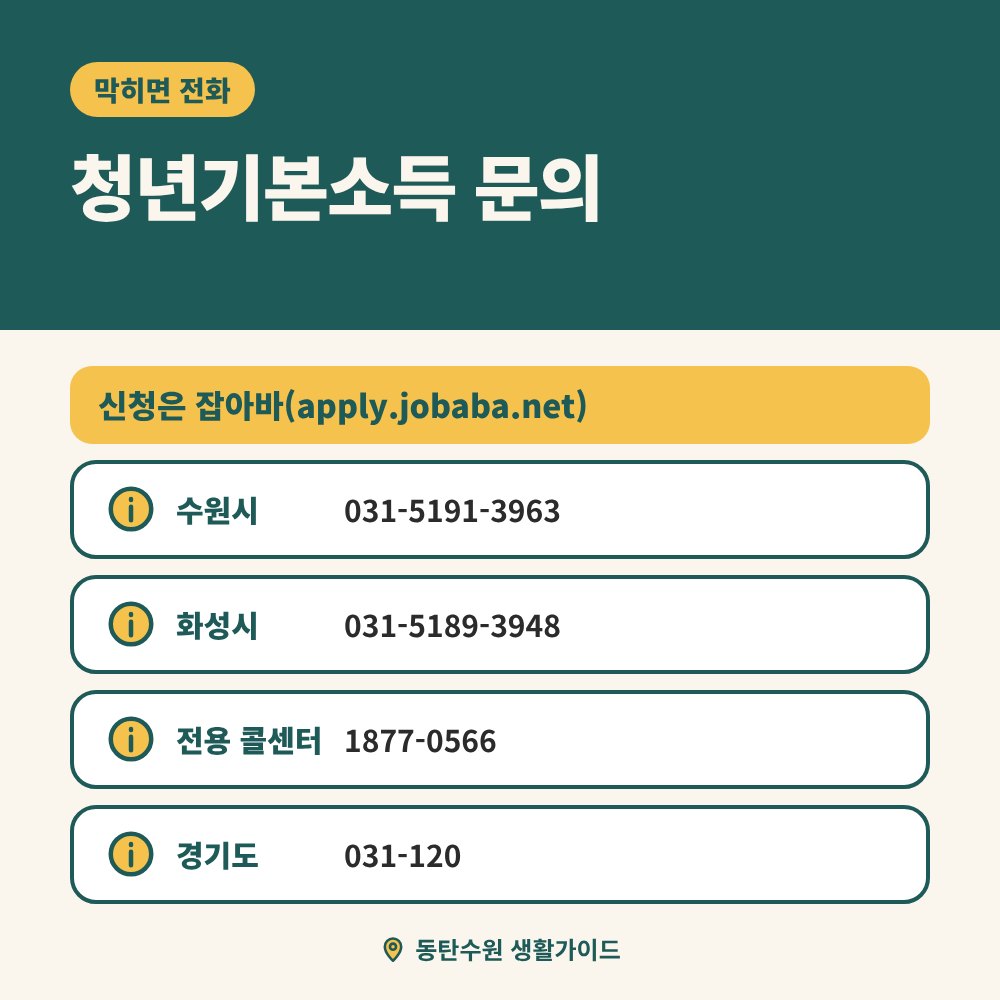 막히면 전화
청년기본소득 문의
신청은 잡아바(apply.jobaba.net)
수원시 031-5191-3963
화성시 031-5189-3948
전용 콜센터 1877-0566
경기도 031-120
동탄수원 생활가이드